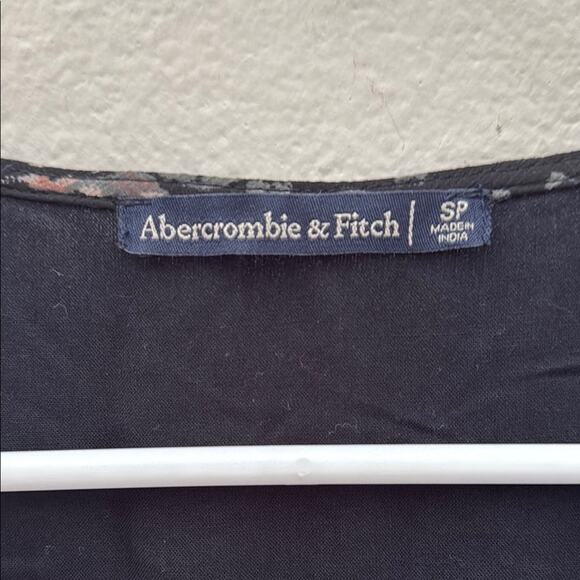 Abercrombie & Fitch | SP
MADE IN
INDIA